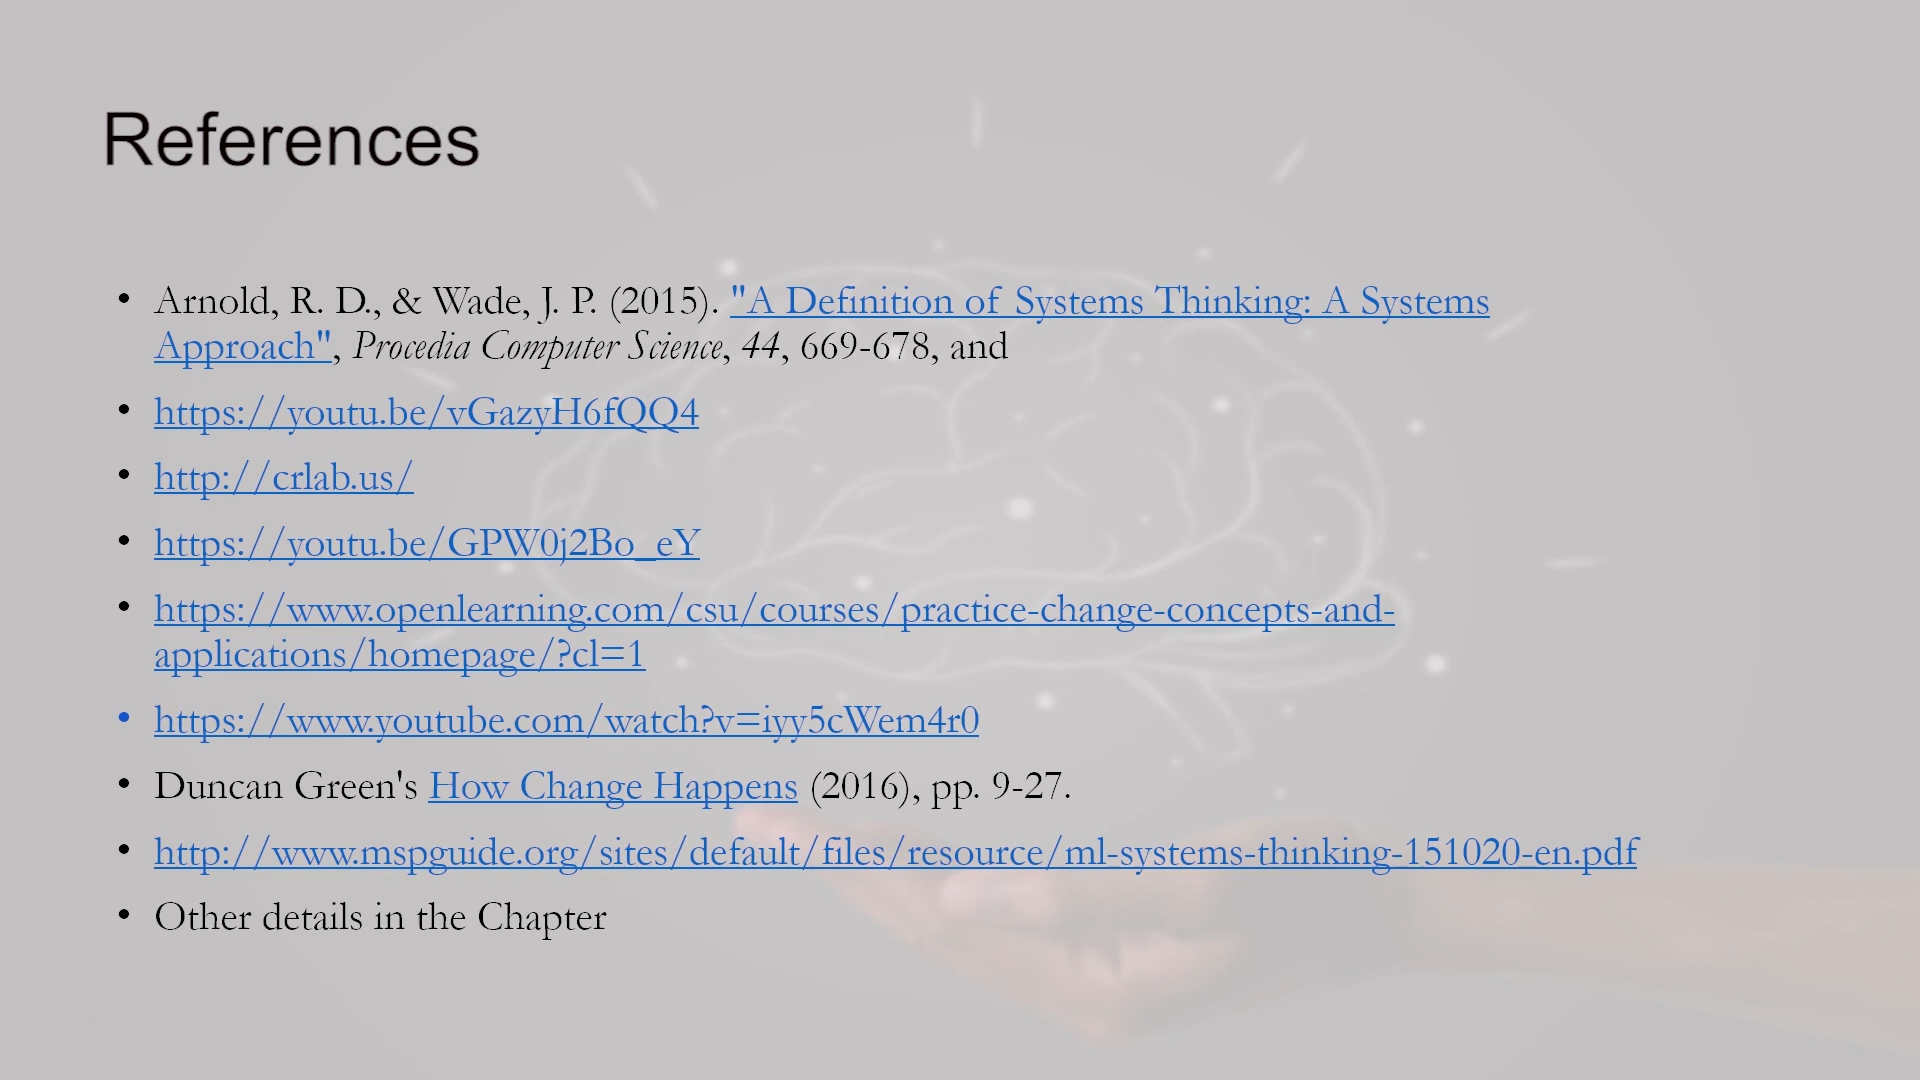 References
• Arnold, R. D., & Wade, J. P. (2015). "A Definition of Systems Thinking: A Systems
Approach", Procedia Computer Science, 44, 669-678, and
• https://youtu.be/vGazyH6fQQ4
• http://crlab.us/
• https://youtu.be/GPW0j2Bo_eY
• https://www.openlearning.com/csu/courses/practice-change-concepts-and-
applications/homepage/?cl=1
• https://www.youtube.com/watch?v=iyy5cWem4r0
• Duncan Green's How Change Happens (2016), pp. 9-27.
• http://www.mspguide.org/sites/default/files/resource/ml-systems-thinking-151020-en.pdf
• Other details in the Chapter